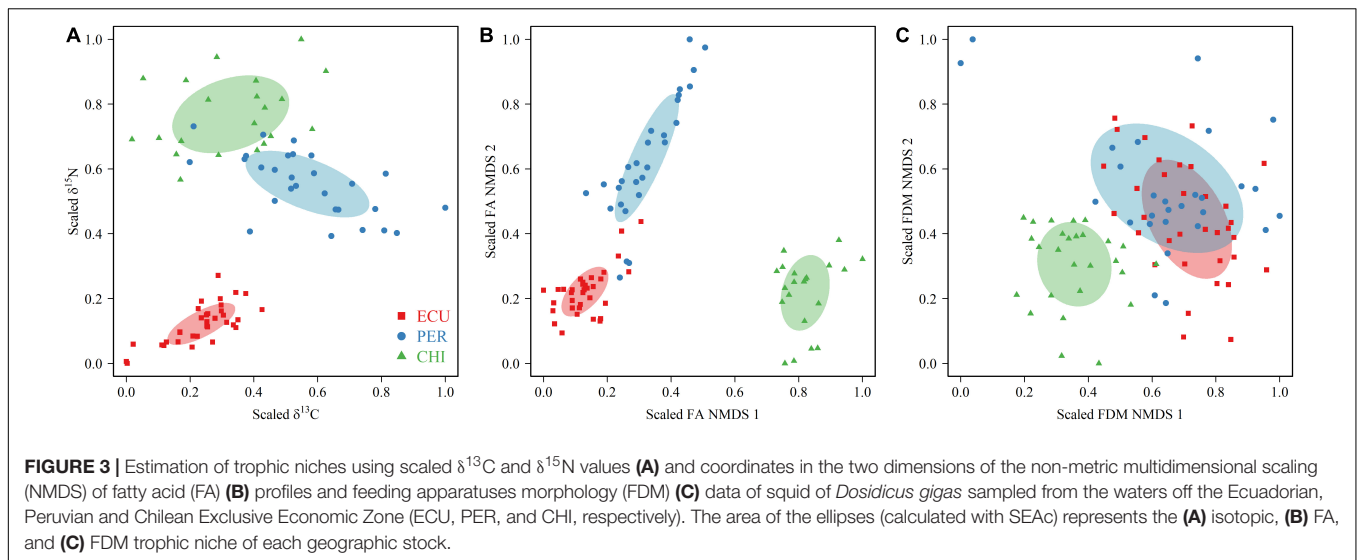 A
1.0
0.8
0.6
0.4
0.2
0.0
Scaled δ15N
0.0 0.2 0.4 0.6 0.8 1.0
Scaled δ13C
ECU
PER
CHI
B
1.0
0.8
0.6
0.4
0.2
0.0
Scaled FA NMDS 2
0.0 0.2 0.4 0.6 0.8 1.0
Scaled FA NMDS 1
C
1.0
0.8
0.6
0.4
0.2
0.0
Scaled FDM NMDS 2
0.0 0.2 0.4 0.6 0.8 1.0
Scaled FDM NMDS 1
FIGURE 3 | Estimation of trophic niches using scaled δ13C and δ15N values (A) and coordinates in the two dimensions of the non-metric multidimensional scaling
(NMDS) of fatty acid (FA) (B) profiles and feeding apparatuses morphology (FDM) (C) data of squid of Dosidicus gigas sampled from the waters off the Ecuadorian,
Peruvian and Chilean Exclusive Economic Zone (ECU, PER, and CHI, respectively). The area of the ellipses (calculated with SEAc) represents the (A) isotopic, (B) FA,
and (C) FDM trophic niche of each geographic stock.